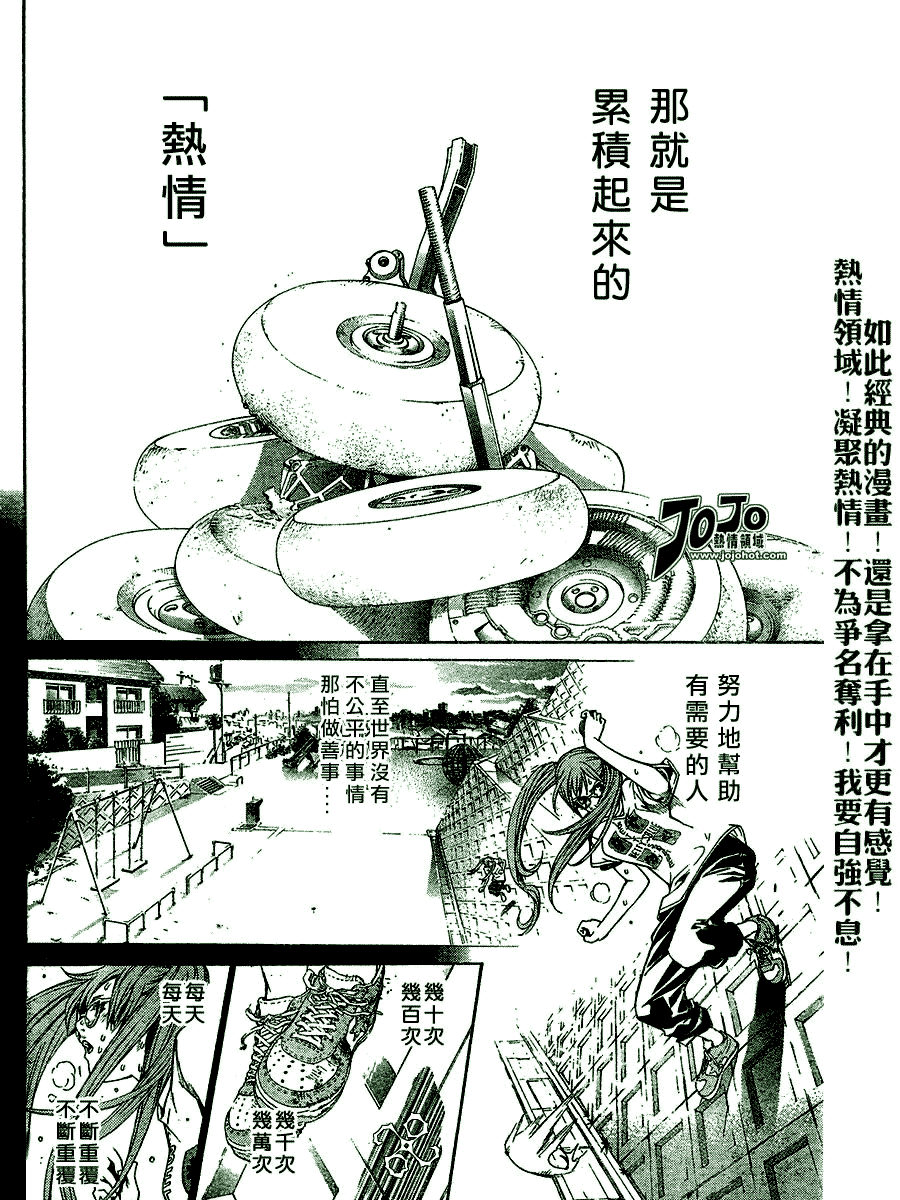 那就是
累積起來的
「熱情」
如此經典的漫畫！還是拿在手中才更有感覺！
熱情領域！凝聚熱情！不為爭名奪利！我要自強不息！
JOJO
熱情領域
www.jojohot.com
努力地幫助
有需要的人
直至世界沒有
不公平的事情
那怕做善事‥‥
幾十次
幾百次
幾千次
幾萬次
每天
每天
不斷重覆
不斷重覆